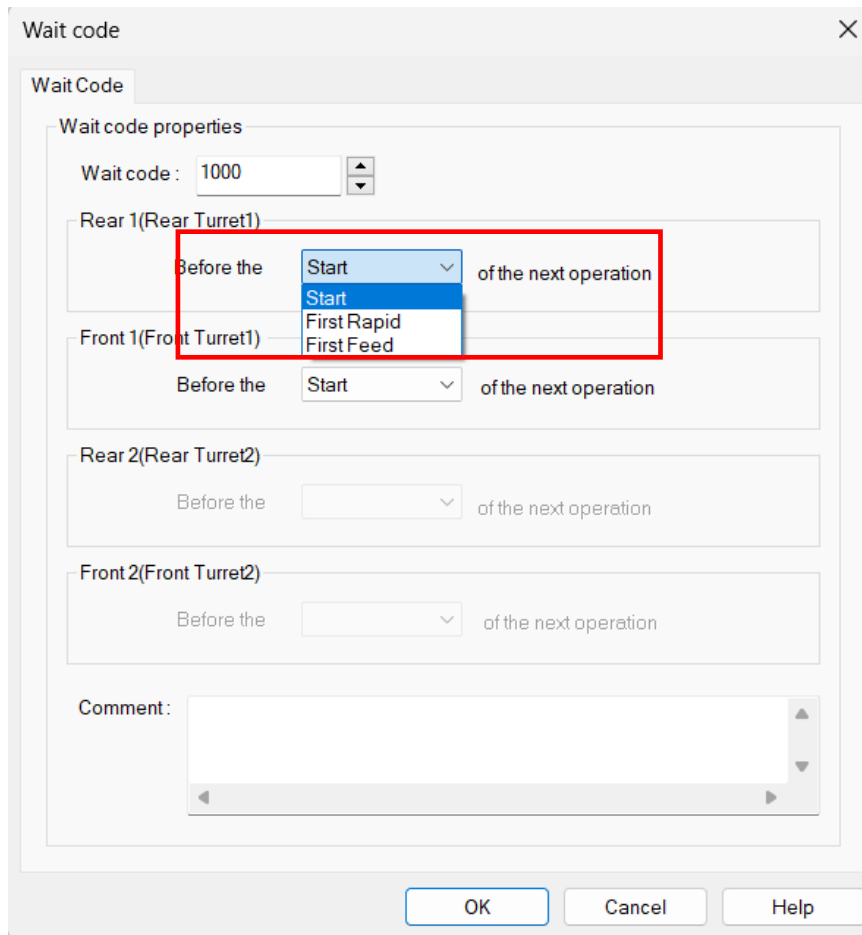 Wait code
Wait Code
Wait code properties
Wait code : 1000
Rear 1(Rear Turret1)
Before the Start of the next operation
Start
First Rapid
First Feed
Front 1(Front Turret1)
Before the Start of the next operation
Rear 2(Rear Turret2)
Before the of the next operation
Front 2(Front Turret2)
Before the of the next operation
Comment :
OK Cancel Help